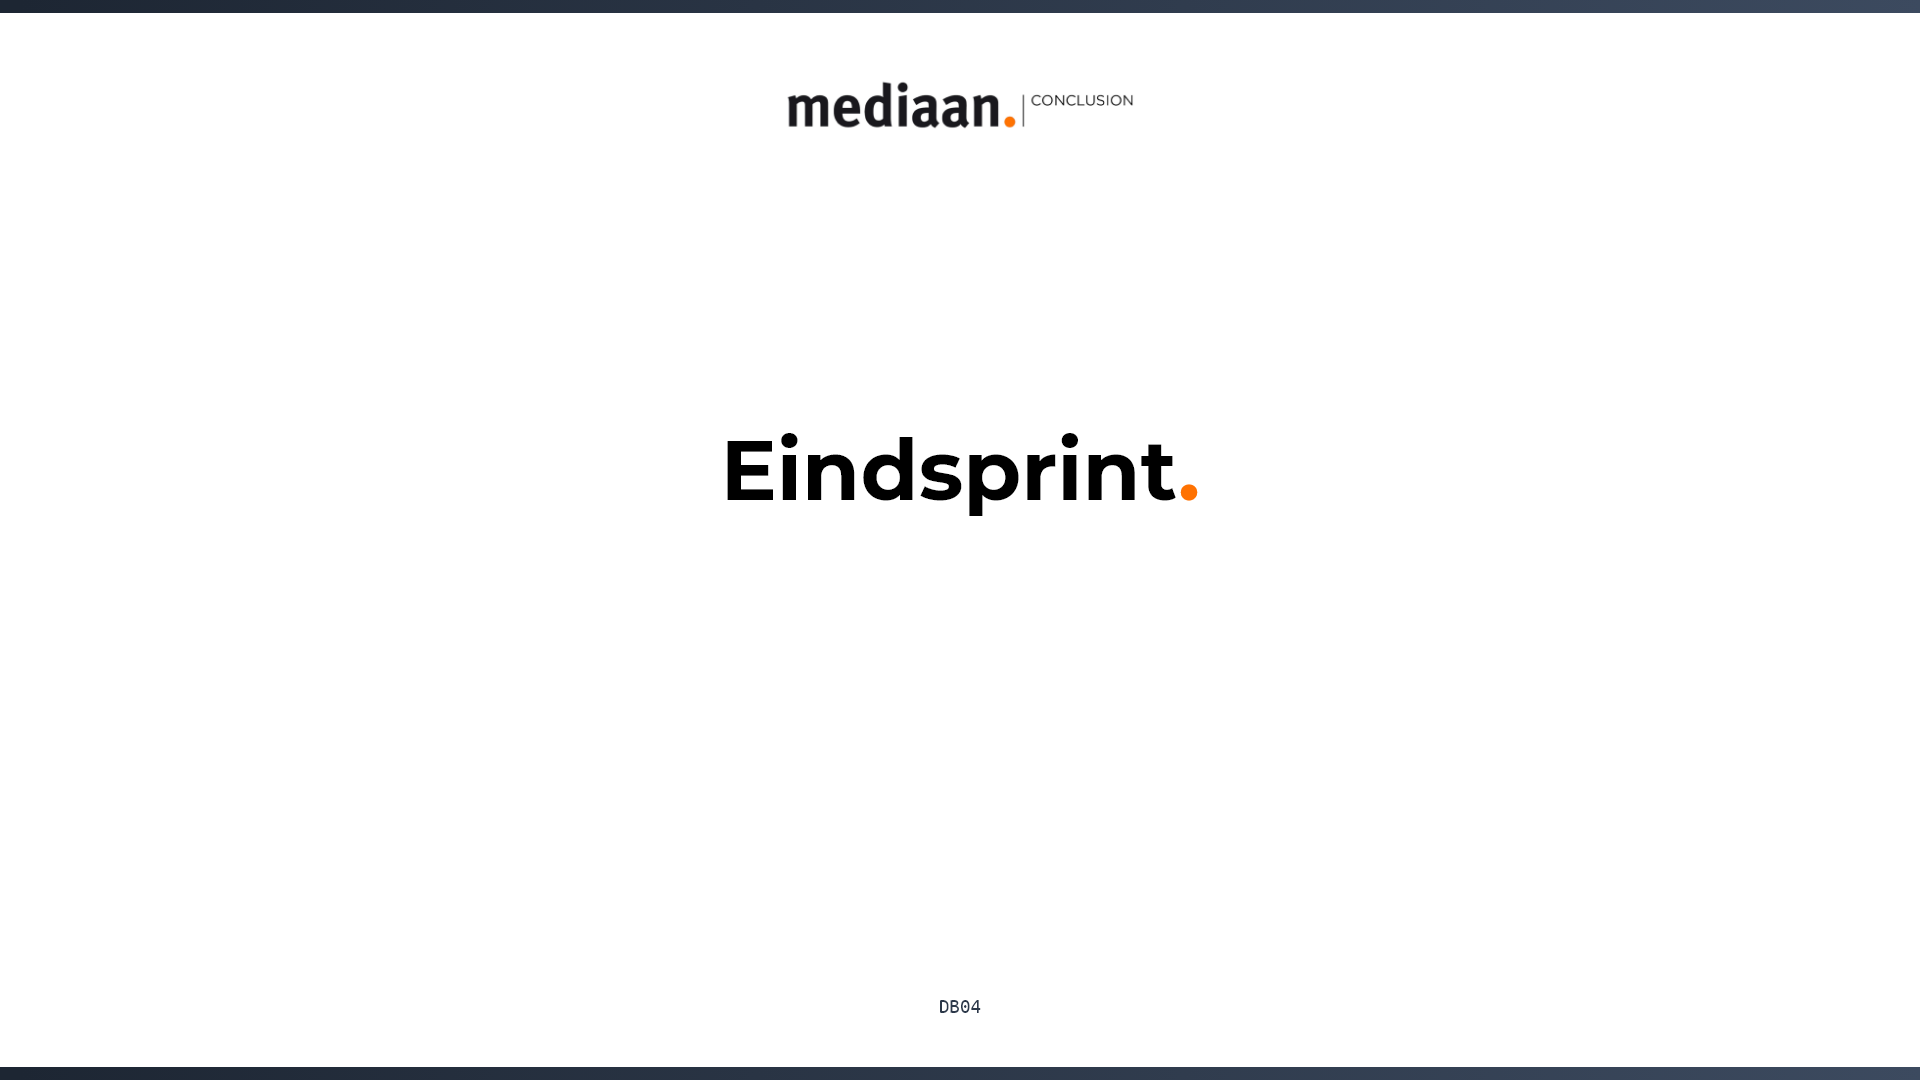 mediaan. CONCLUSION
Eindsprint.
DB04